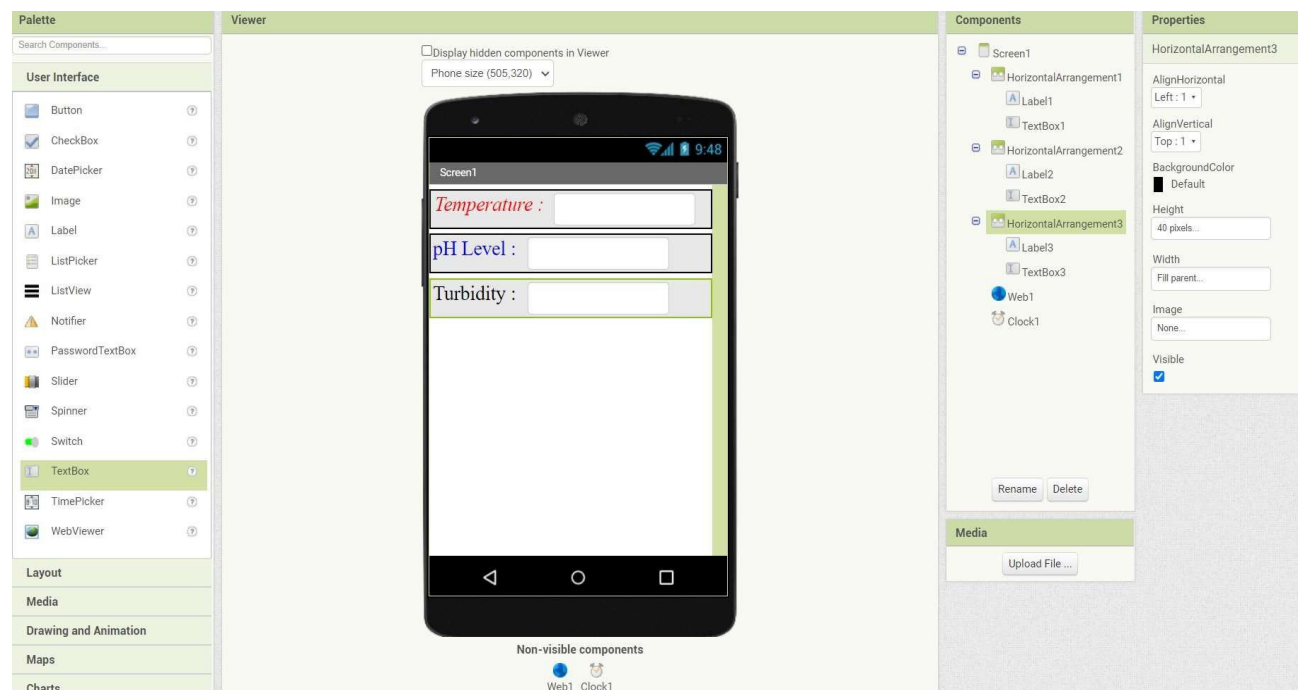 Palette
Search Components...
User Interface
Button
CheckBox
DatePicker
Image
Label
ListPicker
ListView
Notifier
PasswordTextBox
Slider
Spinner
Switch
TextBox
TimePicker
WebViewer
Layout
Media
Drawing and Animation
Maps
Charts
Viewer
Display hidden components in Viewer
Phone size (505,320)
9:48
Screen1
Temperature :
pH Level :
Turbidity :
Non-visible components
Web1 Clock1
Components
Screen1
HorizontalArrangement1
Label1
TextBox1
HorizontalArrangement2
Label2
TextBox2
HorizontalArrangement3
Label3
TextBox3
Web1
Clock1
Rename Delete
Media
Upload File ...
Properties
HorizontalArrangement3
AlignHorizontal
Left : 1
AlignVertical
Top : 1
BackgroundColor
Default
Height
40 pixels...
Width
Fill parent...
Image
None...
Visible